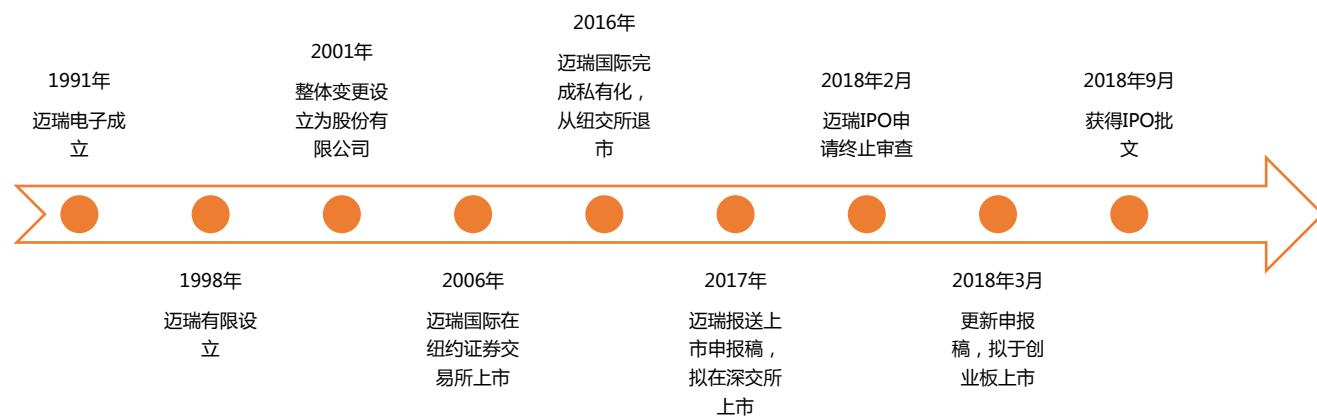 1991年
迈瑞电子成
立
1998年
迈瑞有限设
立
2001年
整体变更设
立为股份有
限公司
2006年
迈瑞国际在
纽约证券交
易所上市
2016年
迈瑞国际完
成私有化，
从纽交所退
市
2017年
迈瑞报送上
市申报稿，
拟在深交所
上市
2018年2月
迈瑞IPO申
请终止审查
2018年3月
更新申报
稿，拟于创
业板上市
2018年9月
获得IPO批
文